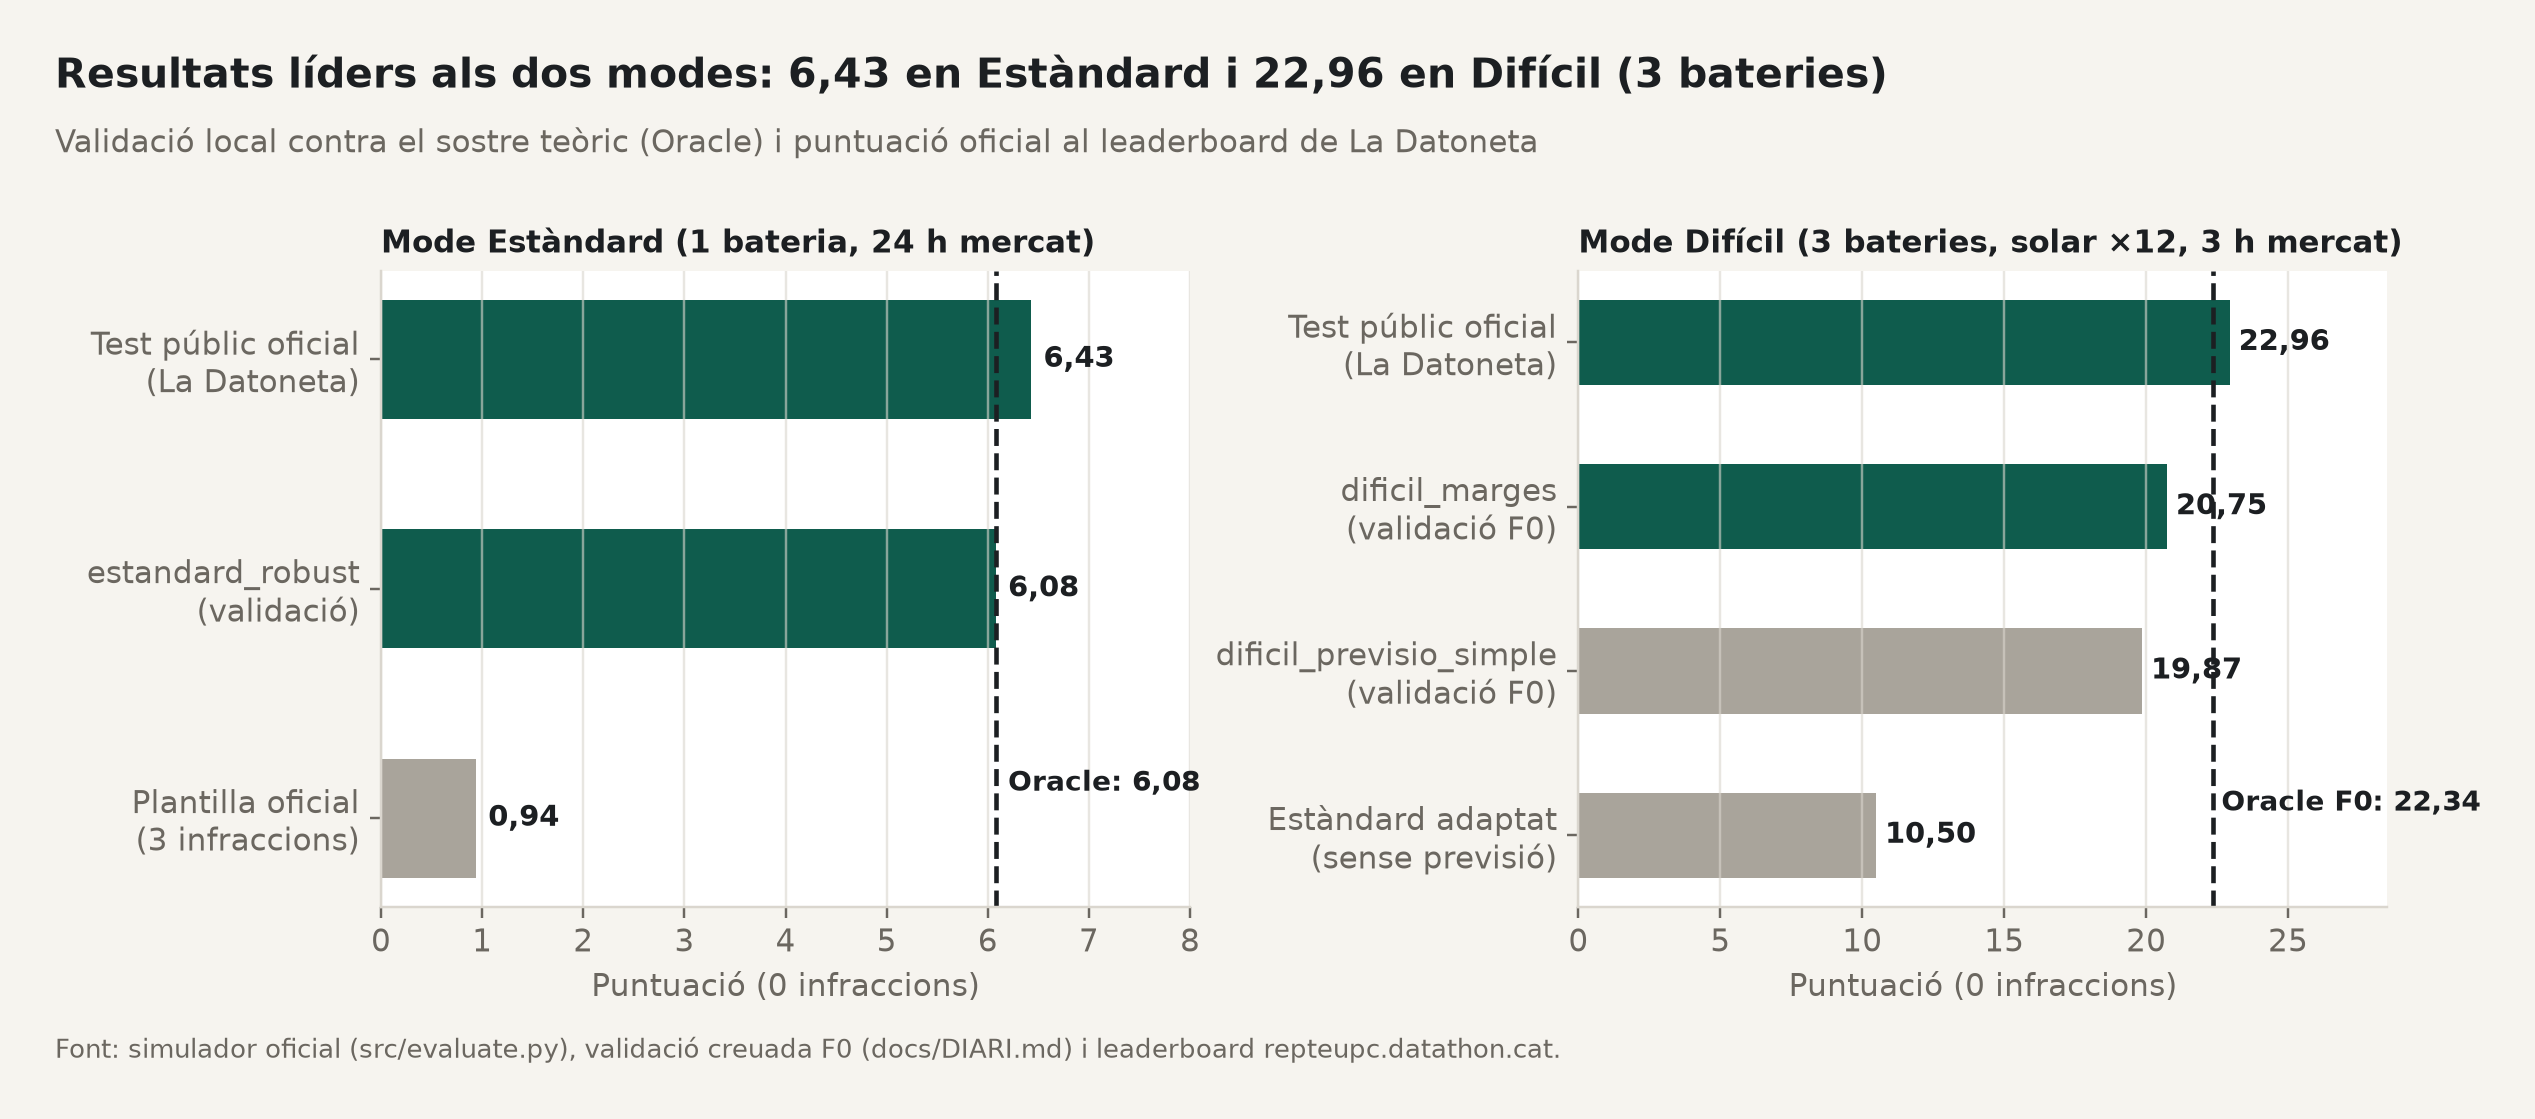 Resultats líders als dos modes: 6,43 en Estàndard i 22,96 en Difícil (3 bateries)
Validació local contra el sostre teòric (Oracle) i puntuació oficial al leaderboard de La Datoneta
Mode Estàndard (1 bateria, 24 h mercat)
Test públic oficial
(La Datoneta)
6,43
estandard_robust
(validació)
6,08
Plantilla oficial
(3 infraccions)
0,94
Oracle: 6,08
0 1 2 3 4 5 6 7 8
Puntuació (0 infraccions)
Mode Difícil (3 bateries, solar ×12, 3 h mercat)
Test públic oficial
(La Datoneta)
22,96
dificil_marges
(validació F0)
20,75
dificil_previsio_simple
(validació F0)
19,87
Estàndard adaptat
(sense previsió)
10,50
Oracle F0: 22,34
0 5 10 15 20 25
Puntuació (0 infraccions)
Font: simulador oficial (src/evaluate.py), validació creuada F0 (docs/DIARI.md) i leaderboard repteupc.datathon.cat.